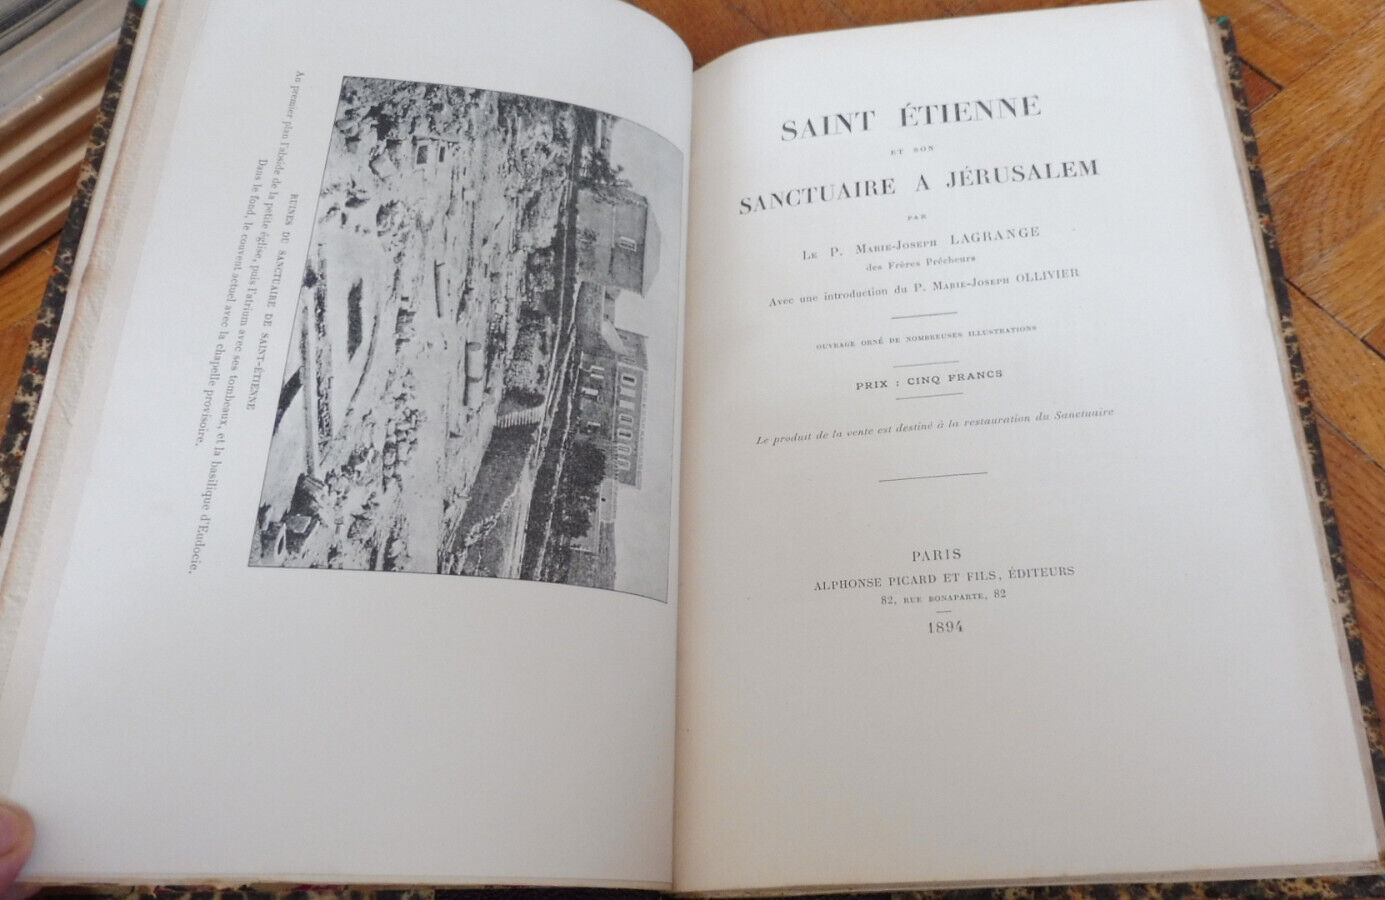 RUINES DU SANCTUAIRE DE SAINT-ÉTIENNE
Au premier plan l'abside de la petite église, puis l'atrium avec ses tombeaux, et la basilique d'Eudocie.
Dans le fond, le couvent actuel avec la chapelle provisoire.
SAINT ÉTIENNE
ET SON
SANCTUAIRE A JÉRUSALEM
PAR
LE P. MARIE-JOSEPH LAGRANGE
des Frères Prêcheurs
Avec une introduction du P. MARIE-JOSEPH OLLIVIER
OUVRAGE ORNÉ DE NOMBREUSES ILLUSTRATIONS
PRIX : CINQ FRANCS
Le produit de la vente est destiné à la restauration du Sanctuaire
PARIS
ALPHONSE PICARD ET FILS, ÉDITEURS
82, RUE BONAPARTE, 82
1894